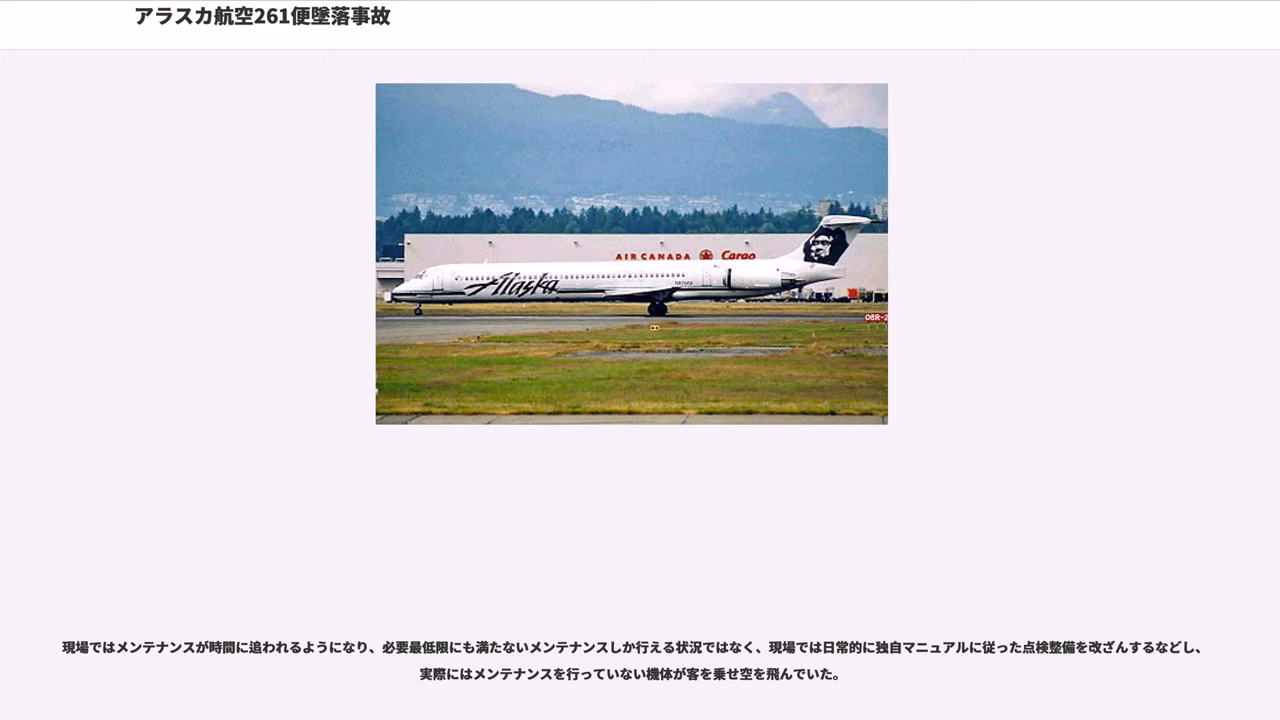 アラスカ航空261便墜落事故
AIR CANADA Cargo
Alaska
08R-2
現場ではメンテナンスが時間に追われるようになり、必要最低限にも満たないメンテナンスしか行える状況ではなく、現場では日常的に独自マニュアルに従った点検整備を改ざんするなどし、
実際にはメンテナンスを行っていない機体が客を乗せ空を飛んでいた。